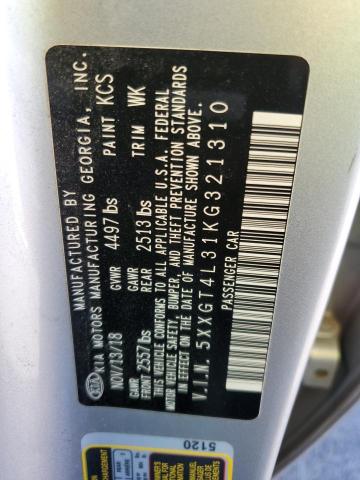 MANUFACTURED BY
KIA MOTORS MANUFACTURING GEORGIA, INC.
NOV/13/18 GVWR 4497 lbs PAINT KCS
GAWR FRONT 2557 lbs GAWR REAR 2513 lbs TRIM WK
THIS VEHICLE CONFORMS TO ALL APPLICABLE U.S.A. FEDERAL
MOTOR VEHICLE SAFETY, BUMPER, AND THEFT PREVENTION STANDARDS
IN EFFECT ON THE DATE OF MANUFACTURE SHOWN ABOVE.
V.I.N. 5XXGT4L31KG321310
PASSENGER CAR
5120